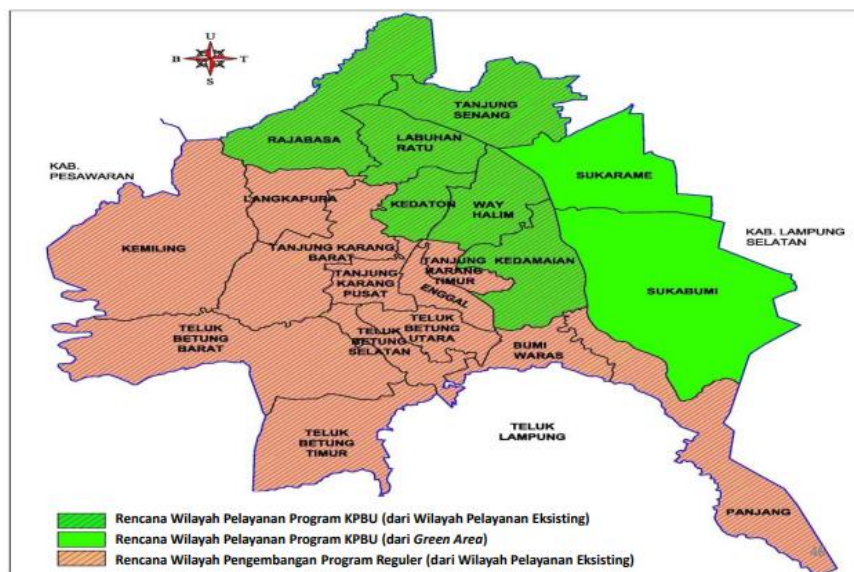 U
B
T
S
TANJUNG
SENANG
RAJABASA
LABUHAN
RATU
KAB.
PESAWARAN
SUKARAME
LANGKAPURA
KEDATON
WAY
HALIM
KAB. LAMPUNG
SELATAN
KEMILING
TANJUNG KARANG
BARAT
TANJUNG
KARANG
TIMUR
KEDAMAIAN
TANJUNG
KARANG
PUSAT
ENGGAL
SUKABUMI
TELUK
BETUNG
BARAT
TELUK
BETUNG
SELATAN
TELUK
BETUNG
UTARA
BUMI
WARAS
TELUK
BETUNG
TIMUR
TELUK
LAMPUNG
PANJANG
Rencana Wilayah Pelayanan Program KPBU (dari Wilayah Pelayanan Eksisting)
Rencana Wilayah Pelayanan Program KPBU (dari Green Area)
Rencana Wilayah Pengembangan Program Reguler (dari Wilayah Pelayanan Eksisting)